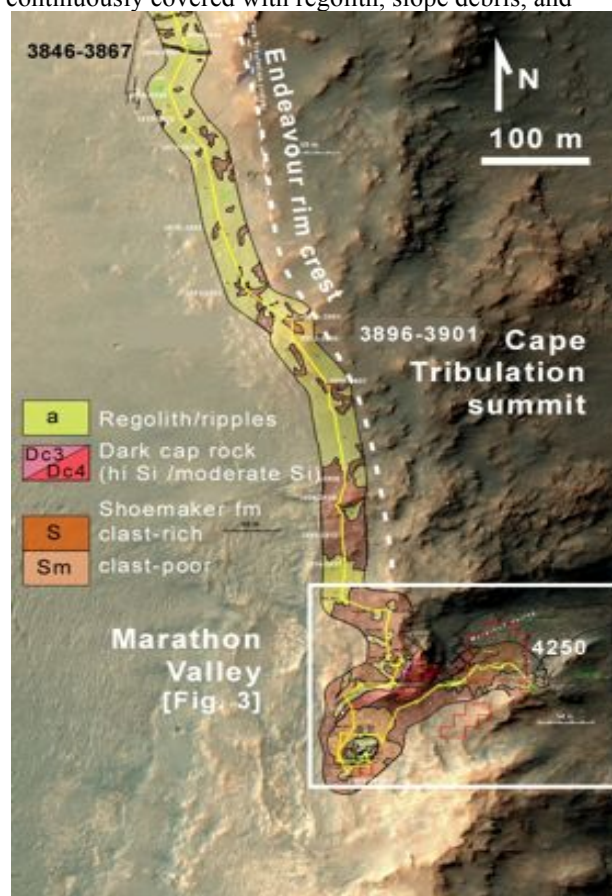 continuously covered with regolith, slope debris, and
3846-3867
N
100 m
Endeavour rim crest
3896-3901
Cape
Tribulation
summit
a Regolith/ripples
Dc3 Dark cap rock
Dc4 (hi Si /moderate Si)
Shoemaker fm
S clast-rich
Sm clast-poor
Marathon
Valley
[Fig. 3]
4250